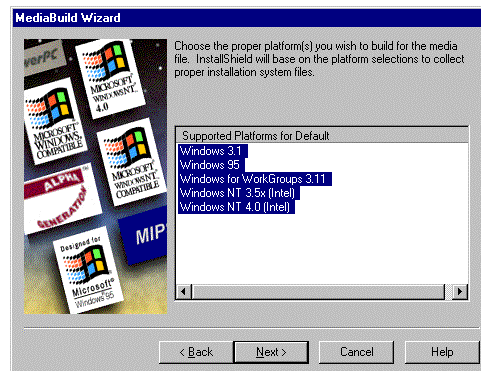 MediaBuild Wizard
Choose the proper platform(s) you wish to build for the media
file. InstallShield will base on the platform selections to collect
proper installation system files.
werPC
MICROSOFT
WINDOWS NT
4.0
MICROSOFT
WINDOWS
COMPATIBLE
MICROSOFT
WINDOWS NT
COMPATIBLE
ALPHA
GENERATION
MIPS
Designed for
Microsoft
Windows 95
Supported Platforms for Default
Windows 3.1
Windows 95
Windows for WorkGroups 3.11
Windows NT 3.5x (Intel)
Windows NT 4.0 (Intel)
< Back
Next >
Cancel
Help